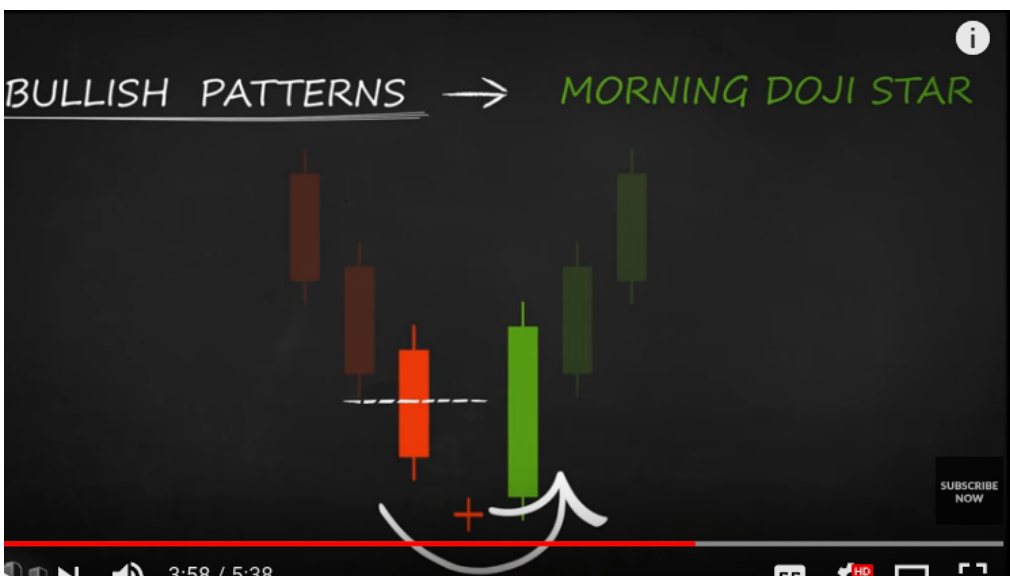 i
BULLISH PATTERNS → MORNING DOJI STAR
SUBSCRIBE
NOW
3:58 / 5:38
HD